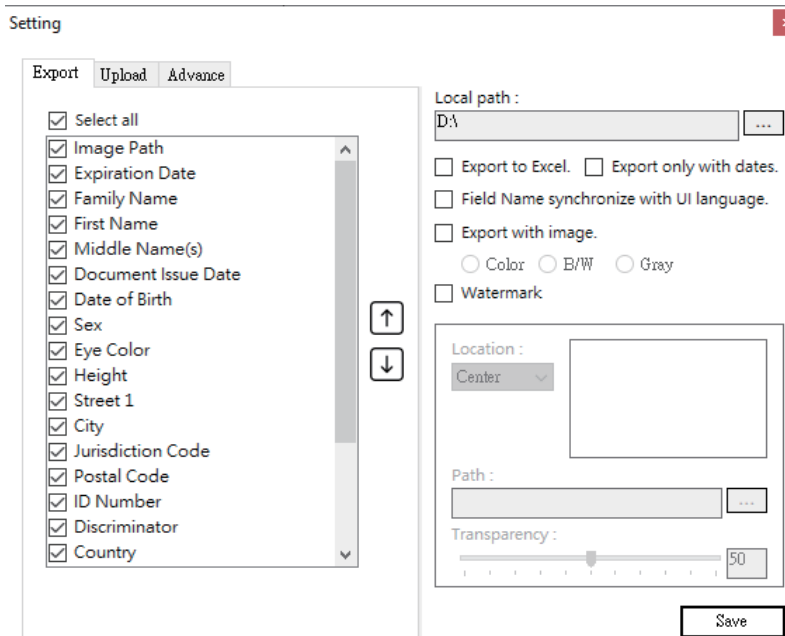 Setting
Export Upload Advance
Select all
Image Path
Expiration Date
Family Name
First Name
Middle Name(s)
Document Issue Date
Date of Birth
Sex
Eye Color
Height
Street 1
City
Jurisdiction Code
Postal Code
ID Number
Discriminator
Country
Local path :
D:\
...
Export to Excel. Export only with dates.
Field Name synchronize with UI language.
Export with image.
Color B/W Gray
Watermark
Location :
Center
Path :
...
Transparency :
50
Save